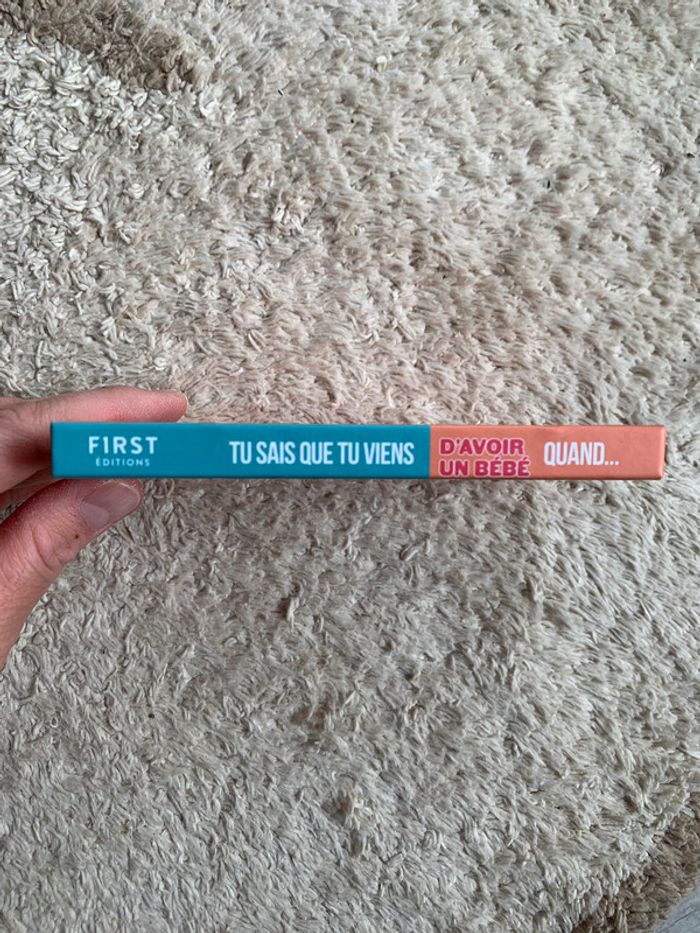 F1RST
ÉDITIONS
TU SAIS QUE TU VIENS
D'AVOIR
UN BÉBÉ
QUAND...